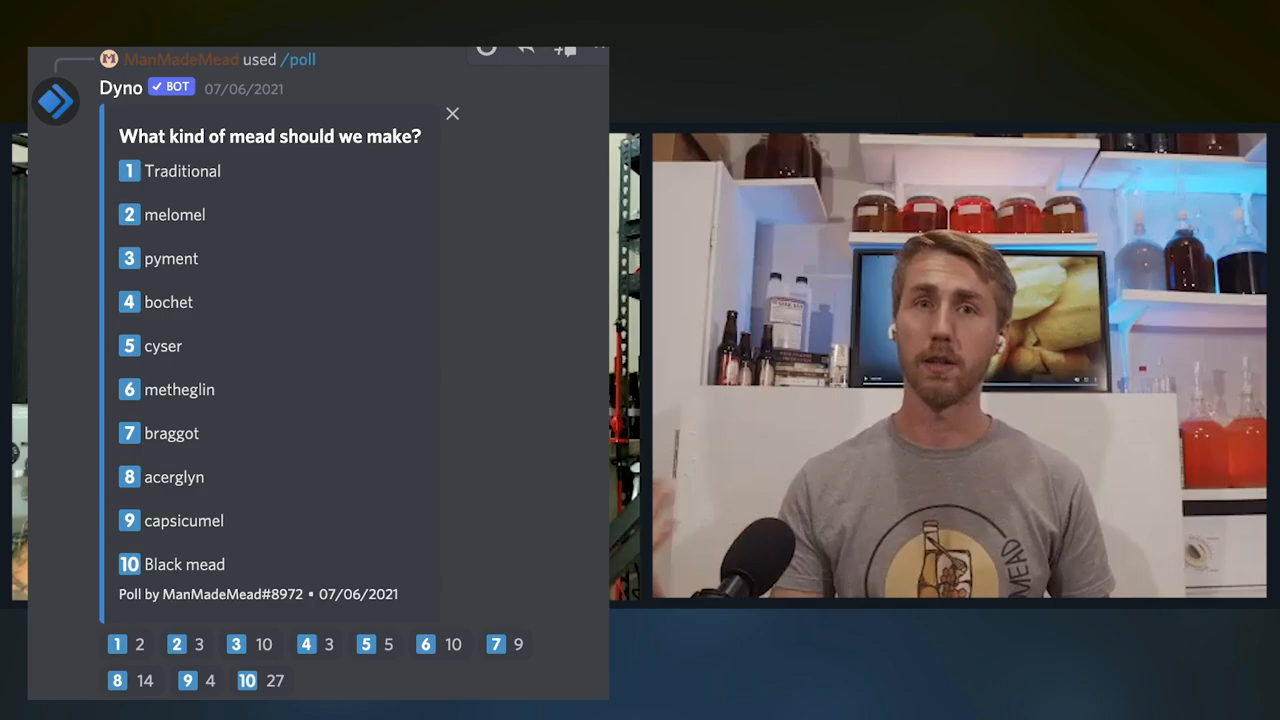 ManMadeMead used /poll
Dyno BOT 07/06/2021
What kind of mead should we make?
1 Traditional
2 melomel
3 pyment
4 bochet
5 cyser
6 metheglin
7 braggot
8 acerglyn
9 capsicumel
10 Black mead
Poll by ManMadeMead#8972 • 07/06/2021
1 2 2 3 3 10 4 3 5 5 6 10 7 9
8 14 9 4 10 27
MEAD